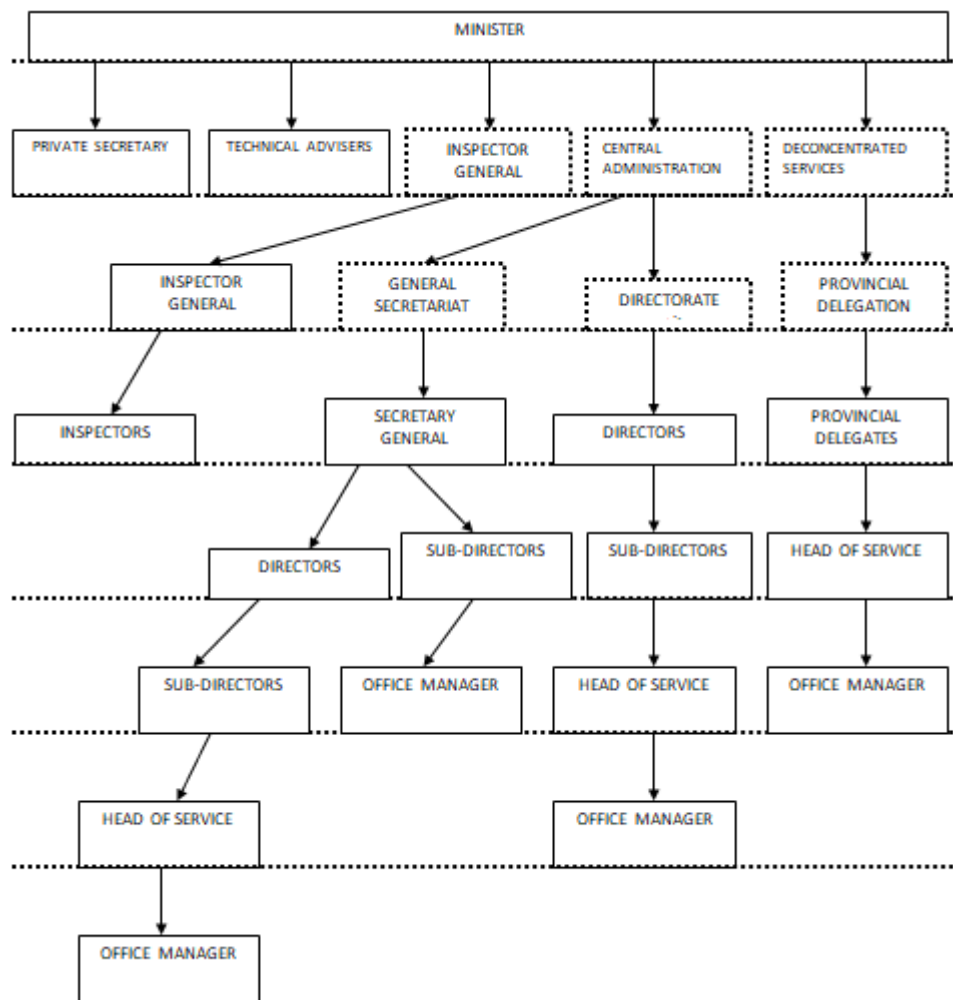 MINISTER
PRIVATE SECRETARY
TECHNICAL ADVISERS
INSPECTOR
GENERAL
CENTRAL
ADMINISTRATION
DECONCENTRATED
SERVICES
INSPECTOR
GENERAL
GENERAL
SECRETARIAT
DIRECTORATE
PROVINCIAL
DELEGATION
INSPECTORS
SECRETARY
GENERAL
DIRECTORS
PROVINCIAL
DELEGATES
DIRECTORS
SUB-DIRECTORS
SUB-DIRECTORS
HEAD OF SERVICE
SUB-DIRECTORS
OFFICE MANAGER
HEAD OF SERVICE
OFFICE MANAGER
HEAD OF SERVICE
OFFICE MANAGER
OFFICE MANAGER